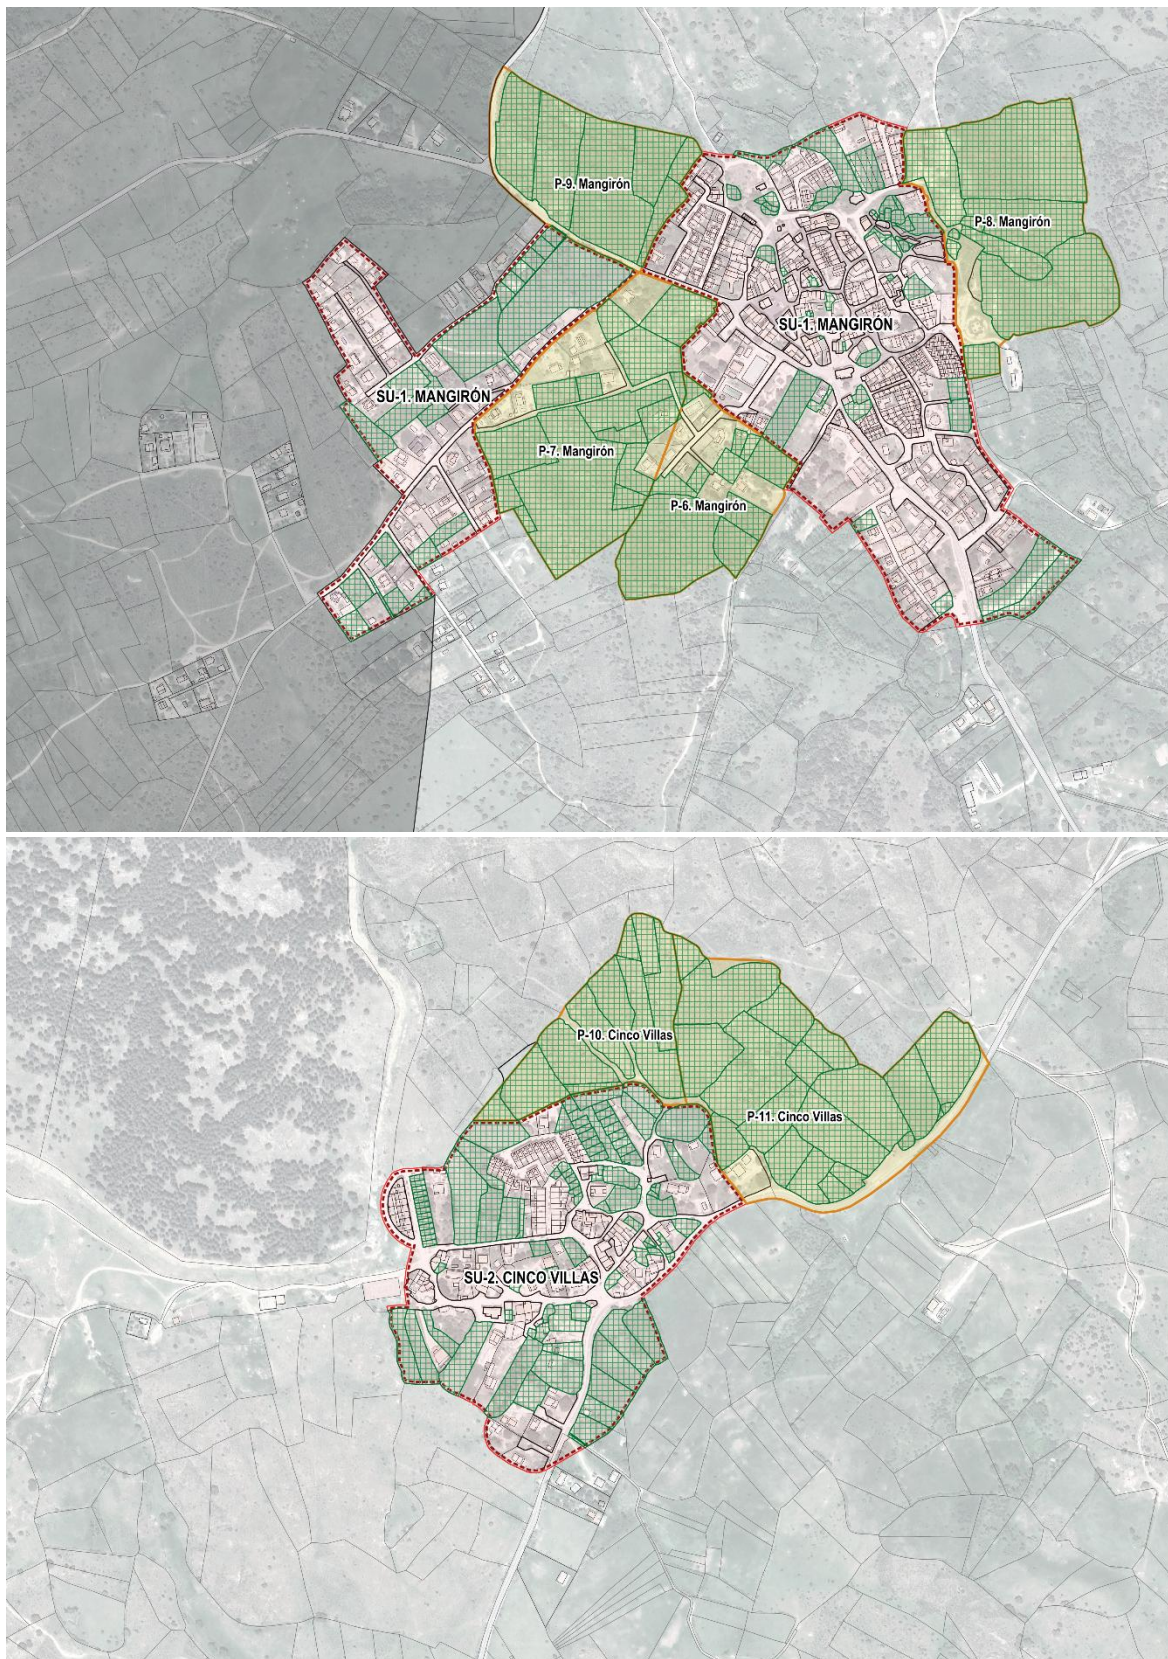 P-9. Mangirón
P-8. Mangirón
SU-1. MANGIRÓN
SU-1. MANGIRÓN
P-7. Mangirón
P-6. Mangirón
P-10. Cinco Villas
P-11. Cinco Villas
SU-2. CINCO VILLAS